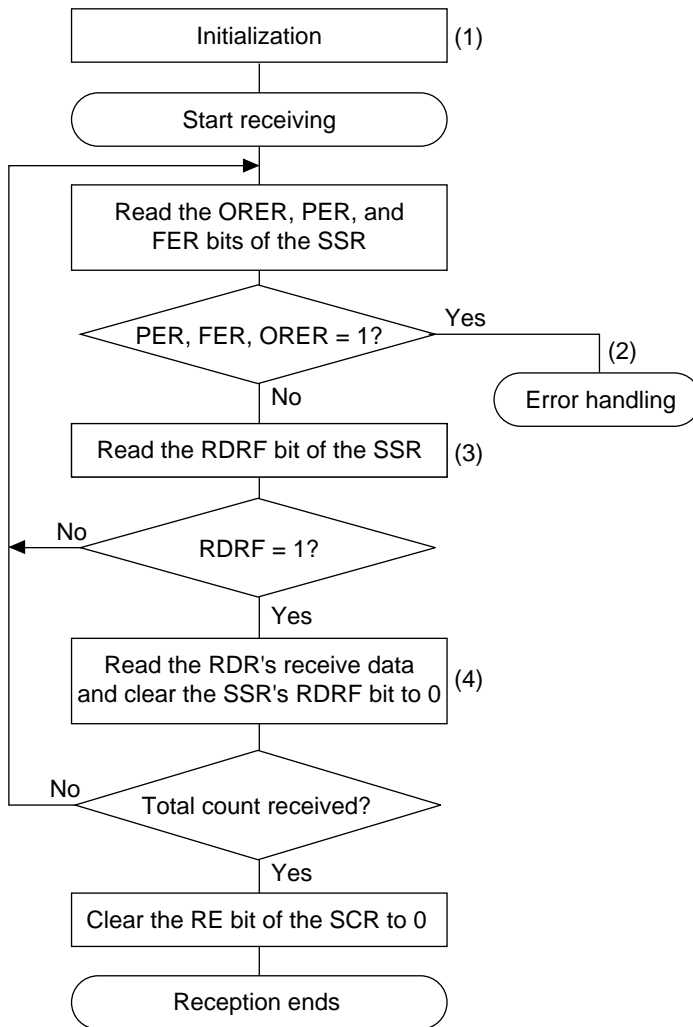 Initialization
(1)
Start receiving
Read the ORER, PER, and
FER bits of the SSR
PER, FER, ORER = 1?
Yes
(2)
Error handling
No
Read the RDRF bit of the SSR
(3)
No
RDRF = 1?
Yes
Read the RDR's receive data
and clear the SSR's RDRF bit to 0
(4)
No
Total count received?
Yes
Clear the RE bit of the SCR to 0
Reception ends